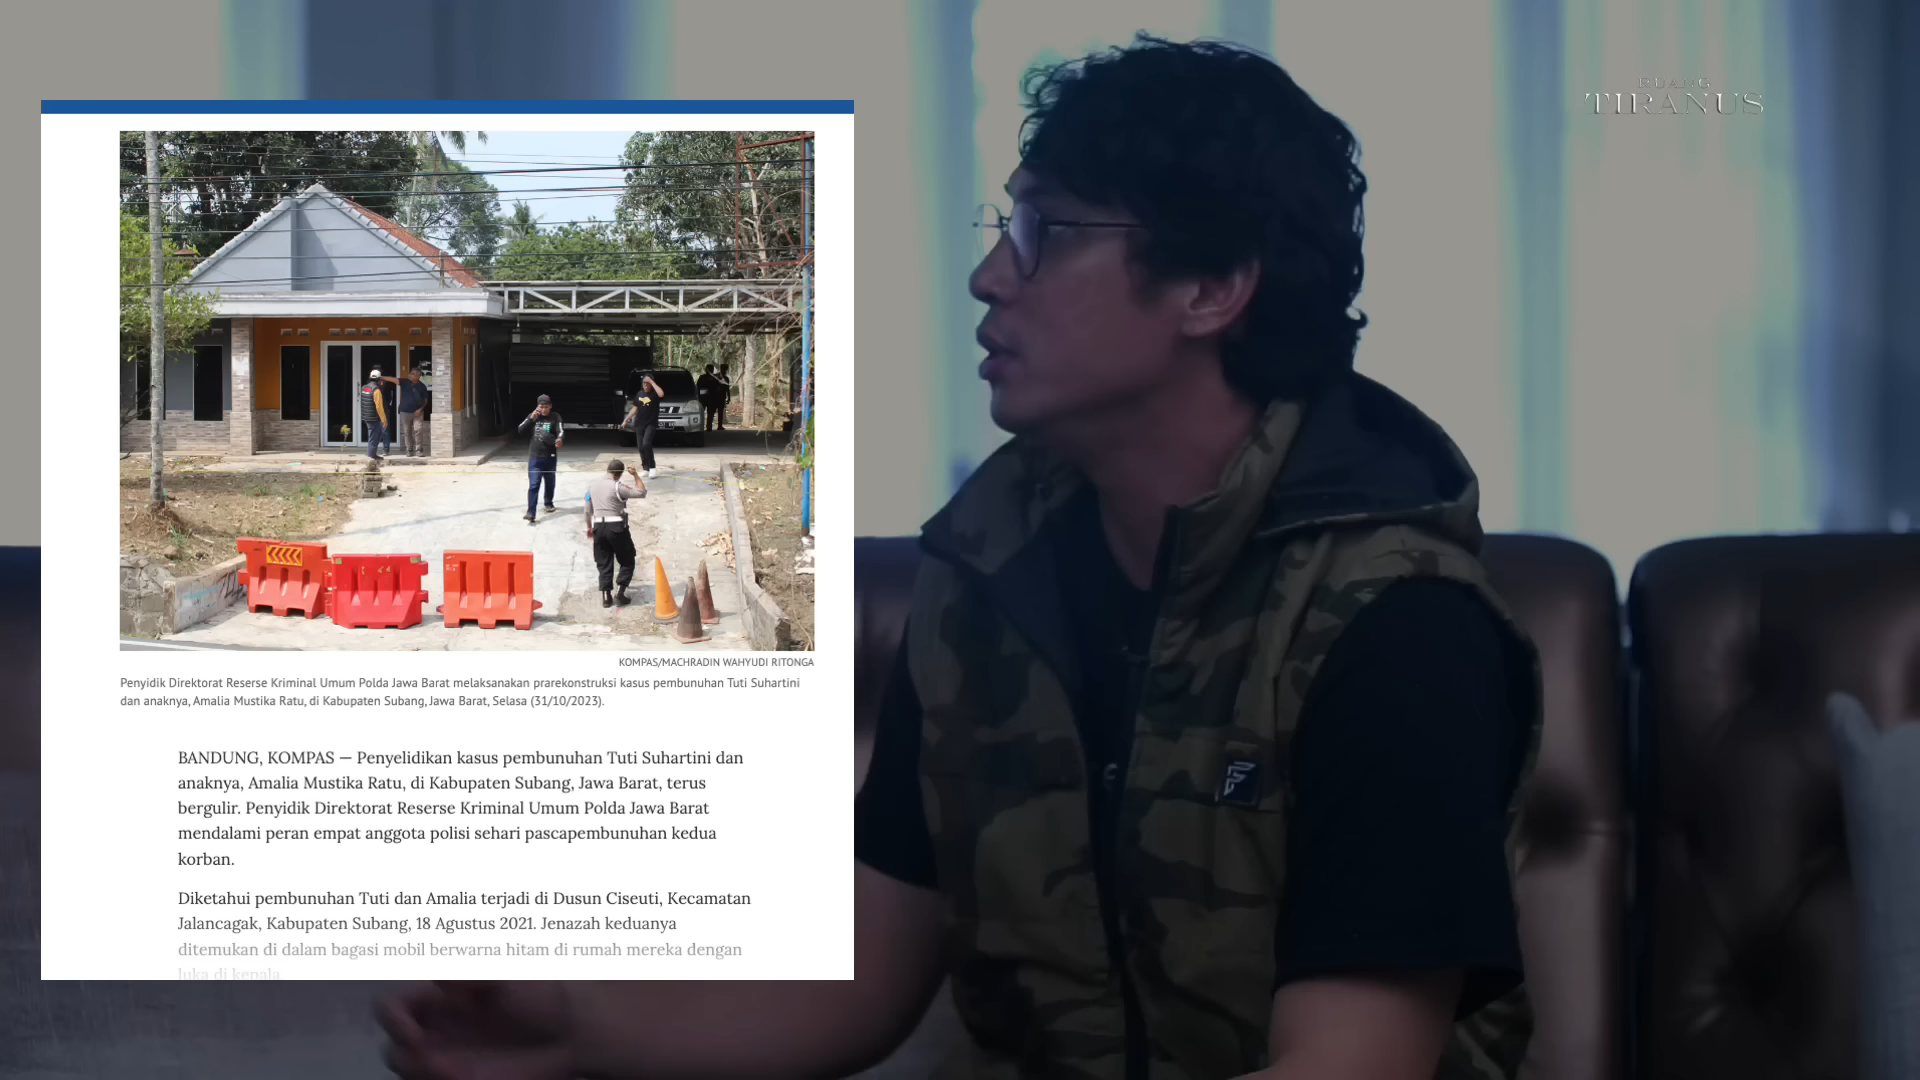 RUANG
TIRANUS
KOMPAS/MACHRADIN WAHYUDI RITONGA
Penyidik Direktorat Reserse Kriminal Umum Polda Jawa Barat melaksanakan prarekonstruksi kasus pembunuhan Tuti Suhartini
dan anaknya, Amalia Mustika Ratu, di Kabupaten Subang, Jawa Barat, Selasa (31/10/2023).
BANDUNG, KOMPAS — Penyelidikan kasus pembunuhan Tuti Suhartini dan
anaknya, Amalia Mustika Ratu, di Kabupaten Subang, Jawa Barat, terus
bergulir. Penyidik Direktorat Reserse Kriminal Umum Polda Jawa Barat
mendalami peran empat anggota polisi sehari pascapembunuhan kedua
korban.
Diketahui pembunuhan Tuti dan Amalia terjadi di Dusun Ciseuti, Kecamatan
Jalancagak, Kabupaten Subang, 18 Agustus 2021. Jenazah keduanya
ditemukan di dalam bagasi mobil berwarna hitam di rumah mereka dengan
luka di kepala.